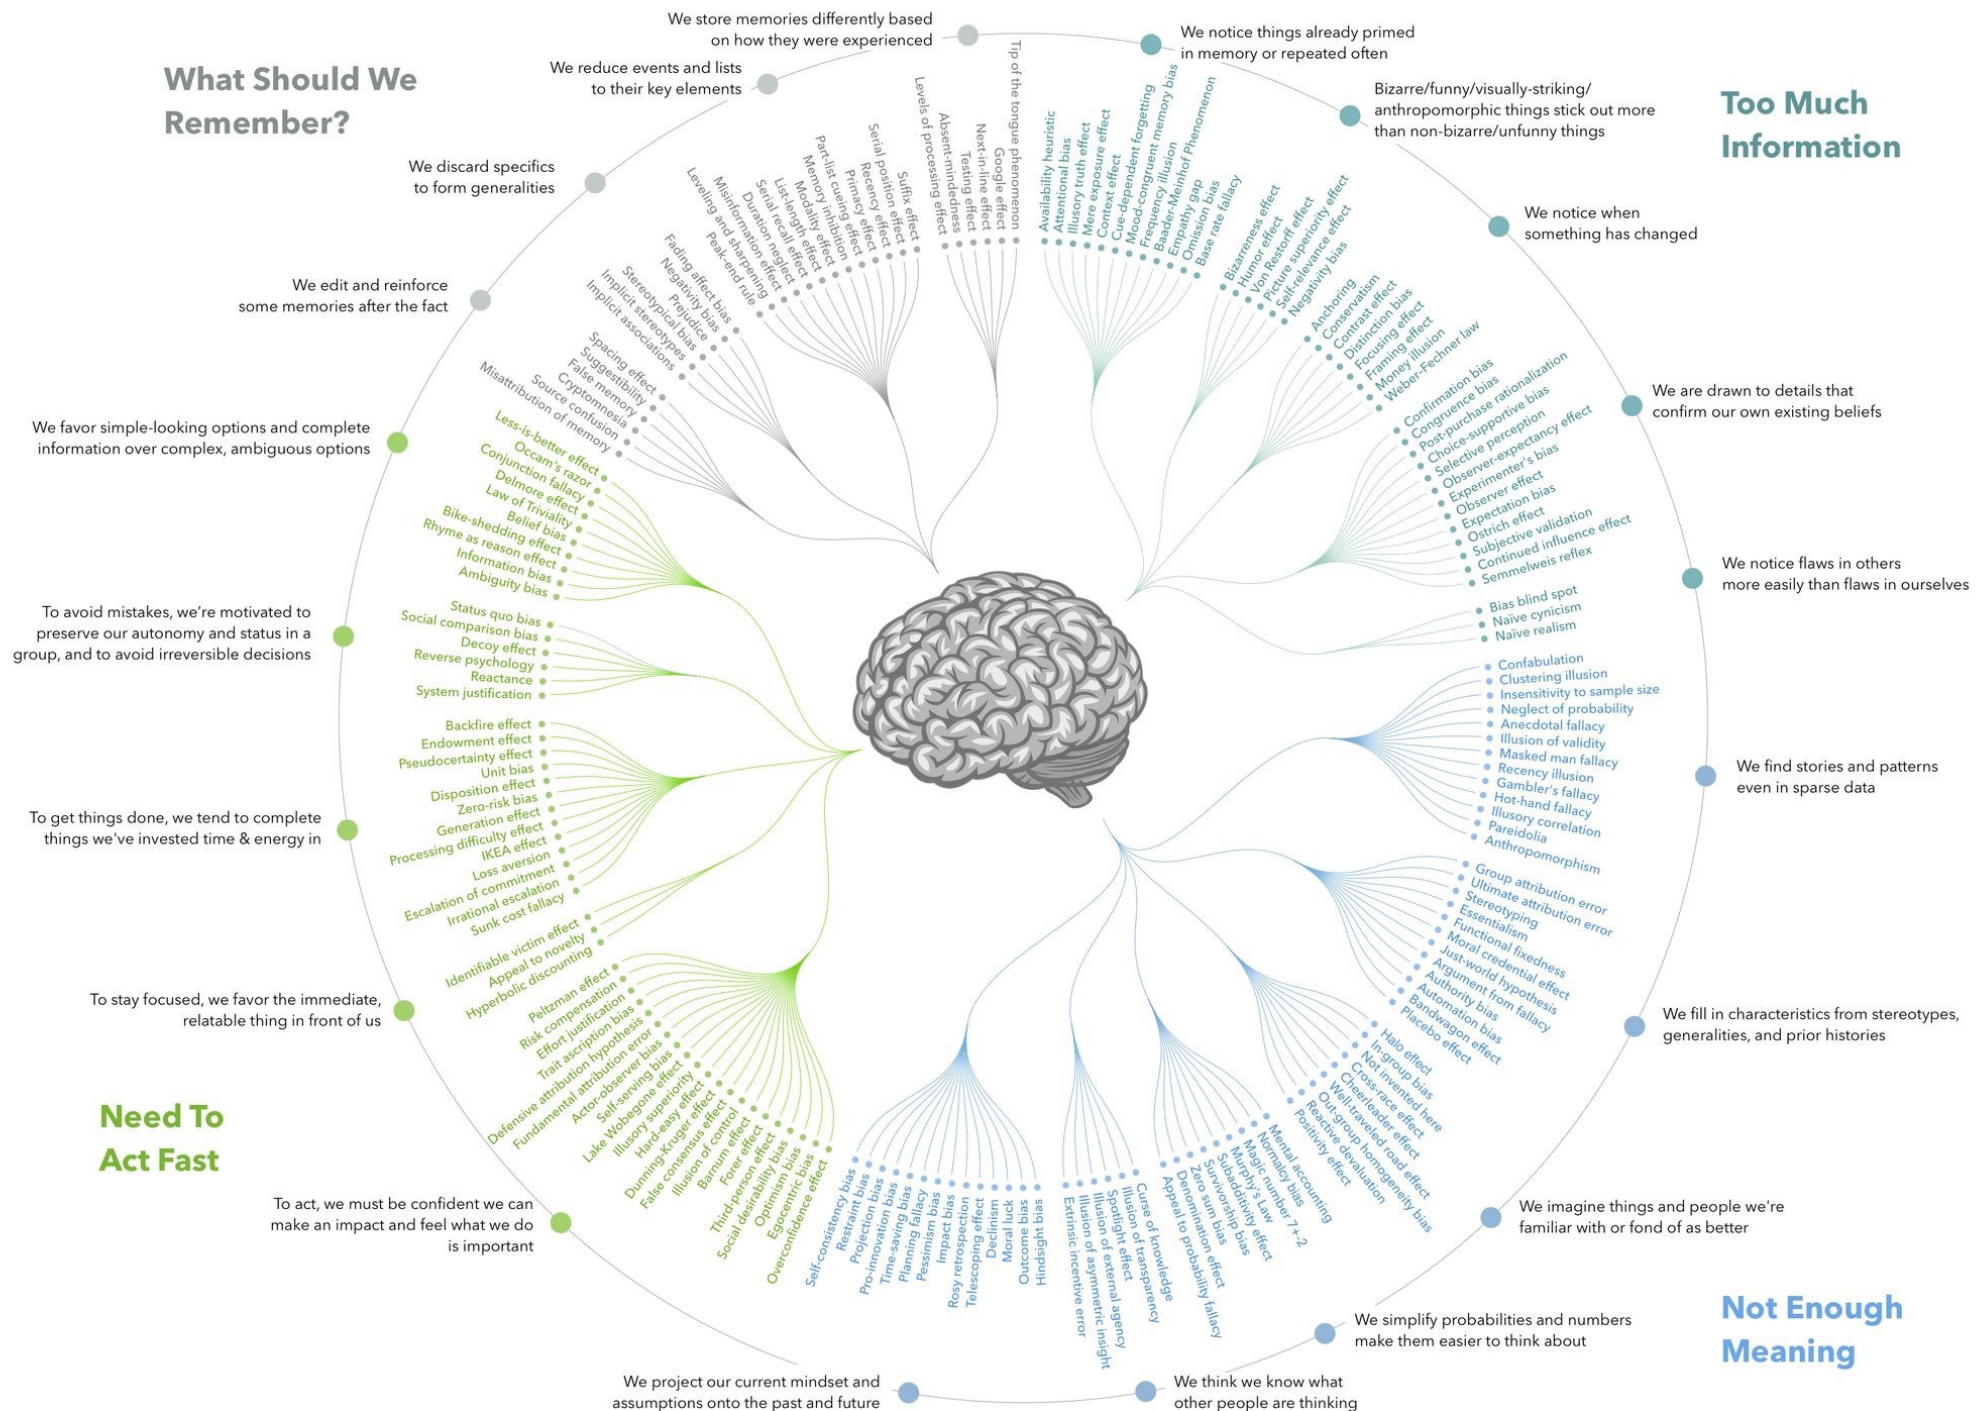 What Should We
Remember?
We store memories differently based
on how they were experienced
We reduce events and lists
to their key elements
We discard specifics
to form generalities
We edit and reinforce
some memories after the fact
Tip of the tongue phenomenon
Google effect
Next-in-line effect
Testing effect
Absent-mindedness
Levels of processing effect
Suffix effect
Serial position effect
Recency effect
Primacy effect
Part-list cueing effect
Memory inhibition
Modality effect
List-length effect
Serial recall effect
Duration neglect
Misinformation effect
Leveling and sharpening
Peak-end rule
Fading affect bias
Negativity bias
Prejudice
Stereotypical bias
Implicit stereotypes
Implicit associations
Spacing effect
Suggestibility
False memory
Cryptomnesia
Source confusion
Misattribution of memory
Too Much
Information
We notice things already primed
in memory or repeated often
Bizarre/funny/visually-striking/
anthropomorphic things stick out more
than non-bizarre/unfunny things
We notice when
something has changed
We are drawn to details that
confirm our own existing beliefs
We notice flaws in others
more easily than flaws in ourselves
Availability heuristic
Attentional bias
Illusory truth effect
Mere exposure effect
Context effect
Cue-dependent forgetting
Mood-congruent memory bias
Frequency illusion
Baader-Meinhof Phenomenon
Empathy gap
Omission bias
Base rate fallacy
Bizarreness effect
Humor effect
Von Restorff effect
Picture superiority effect
Self-relevance effect
Negativity bias
Anchoring
Conservatism
Contrast effect
Distinction bias
Focusing effect
Framing effect
Money illusion
Weber–Fechner law
Confirmation bias
Congruence bias
Post-purchase rationalization
Choice-supportive bias
Selective perception
Observer-expectancy effect
Experimenter's bias
Observer effect
Expectation bias
Ostrich effect
Subjective validation
Continued influence effect
Semmelweis reflex
Bias blind spot
Naïve cynicism
Naïve realism
We find stories and patterns
even in sparse data
We fill in characteristics from stereotypes,
generalities, and prior histories
We imagine things and people we're
familiar with or fond of as better
We simplify probabilities and numbers
make them easier to think about
We think we know what
other people are thinking
We project our current mindset and
assumptions onto the past and future
Not Enough
Meaning
Confabulation
Clustering illusion
Insensitivity to sample size
Neglect of probability
Anecdotal fallacy
Illusion of validity
Masked man fallacy
Recency illusion
Gambler's fallacy
Hot-hand fallacy
Illusory correlation
Pareidolia
Anthropomorphism
Group attribution error
Ultimate attribution error
Stereotyping
Essentialism
Functional fixedness
Moral credential effect
Just-world hypothesis
Argument from fallacy
Authority bias
Automation bias
Bandwagon effect
Placebo effect
Halo effect
In-group bias
Not invented here
Cross-race effect
Cheerleader effect
Well-traveled road effect
Out-group homogeneity bias
Reactive devaluation
Positivity effect
Mental accounting
Normalcy bias
Magic number 7+-2
Murphy's Law
Subadditivity effect
Survivorship bias
Zero sum bias
Denomination effect
Appeal to probability fallacy
Curse of knowledge
Illusion of transparency
Spotlight effect
Illusion of external agency
Illusion of asymmetric insight
Extrinsic incentive error
Hindsight bias
Outcome bias
Moral luck
Declinism
Telescoping effect
Rosy retrospection
Impact bias
Pessimism bias
Planning fallacy
Time-saving bias
Pro-innovation bias
Projection bias
Restraint bias
Self-consistency bias
We favor simple-looking options and complete
information over complex, ambiguous options
To avoid mistakes, we're motivated to
preserve our autonomy and status in a
group, and to avoid irreversible decisions
To get things done, we tend to complete
things we've invested time & energy in
To stay focused, we favor the immediate,
relatable thing in front of us
Need To
Act Fast
To act, we must be confident we can
make an impact and feel what we do
is important
Less-is-better effect
Occam's razor
Conjunction fallacy
Delmore effect
Law of Triviality
Belief bias
Bike-shedding effect
Rhyme as reason effect
Information bias
Ambiguity bias
Status quo bias
Social comparison bias
Decoy effect
Reverse psychology
Reactance
System justification
Backfire effect
Endowment effect
Pseudocertainty effect
Unit bias
Disposition effect
Zero-risk bias
Generation effect
Processing difficulty effect
IKEA effect
Loss aversion
Escalation of commitment
Irrational escalation
Sunk cost fallacy
Identifiable victim effect
Appeal to novelty
Hyperbolic discounting
Peltzman effect
Risk compensation
Effort justification
Trait ascription bias
Defensive attribution hypothesis
Fundamental attribution error
Actor-observer bias
Self-serving bias
Lake Wobegone effect
Illusory superiority
Hard-easy effect
Dunning-Kruger effect
False consensus effect
Illusion of control
Barnum effect
Forer effect
Third-person effect
Social desirability bias
Optimism bias
Egocentric bias
Overconfidence effect